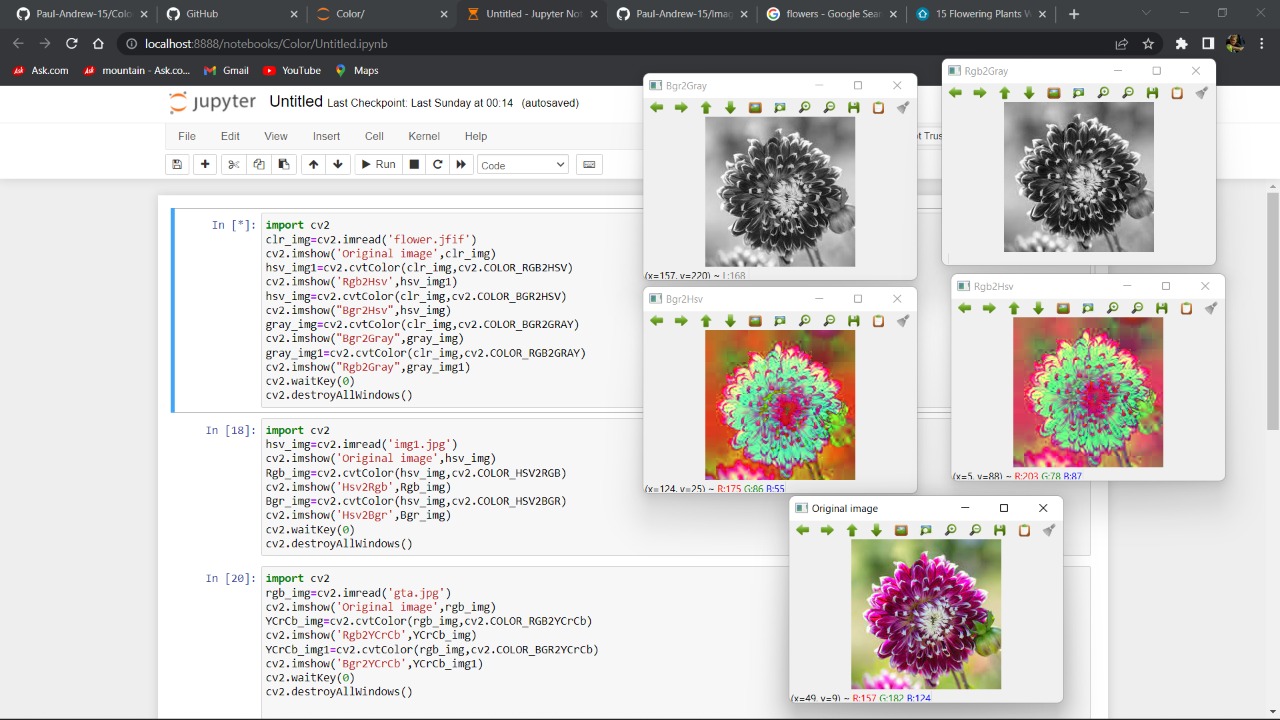 Paul-Andrew-15/Colo
GitHub
Color/
Untitled - Jupyter Not
Paul-Andrew-15/Imag
flowers - Google Sear
15 Flowering Plants W
localhost:8888/notebooks/Color/Untitled.ipynb
Ask.com
mountain - Ask.co...
Gmail
YouTube
Maps
jupyter Untitled Last Checkpoint: Last Sunday at 00:14 (autosaved)
File Edit View Insert Cell Kernel Help
ot Trus
Run
Code
In [*]:
import cv2
clr_img=cv2.imread('flower.jfif')
cv2.imshow('Original image',clr_img)
hsv_img1=cv2.cvtColor(clr_img,cv2.COLOR_RGB2HSV)
cv2.imshow('Rgb2Hsv',hsv_img1)
hsv_img=cv2.cvtColor(clr_img,cv2.COLOR_BGR2HSV)
cv2.imshow("Bgr2Hsv",hsv_img)
gray_img=cv2.cvtColor(clr_img,cv2.COLOR_BGR2GRAY)
cv2.imshow("Bgr2Gray",gray_img)
gray_img1=cv2.cvtColor(clr_img,cv2.COLOR_RGB2GRAY)
cv2.imshow("Rgb2Gray",gray_img1)
cv2.waitKey(0)
cv2.destroyAllWindows()
In [18]:
import cv2
hsv_img=cv2.imread('img1.jpg')
cv2.imshow('Original image',hsv_img)
Rgb_img=cv2.cvtColor(hsv_img,cv2.COLOR_HSV2RGB)
cv2.imshow('Hsv2Rgb',Rgb_img)
Bgr_img=cv2.cvtColor(hsv_img,cv2.COLOR_HSV2BGR)
cv2.imshow('Hsv2Bgr',Bgr_img)
cv2.waitKey(0)
cv2.destroyAllWindows()
In [20]:
import cv2
rgb_img=cv2.imread('gta.jpg')
cv2.imshow('Original image',rgb_img)
YCrCb_img=cv2.cvtColor(rgb_img,cv2.COLOR_RGB2YCrCb)
cv2.imshow('Rgb2YCrCb',YCrCb_img)
YCrCb_img1=cv2.cvtColor(rgb_img,cv2.COLOR_BGR2YCrCb)
cv2.imshow('Bgr2YCrCb',YCrCb_img1)
cv2.waitKey(0)
cv2.destroyAllWindows()
Bgr2Gray
(x=157, y=220) ~ L:168
Rgb2Gray
Bgr2Hsv
(x=124, y=25) ~ R:175 G:86 B:55
Rgb2Hsv
(x=5, y=88) ~ R:203 G:78 B:87
Original image
(x=49, y=9) ~ R:157 G:182 B:124